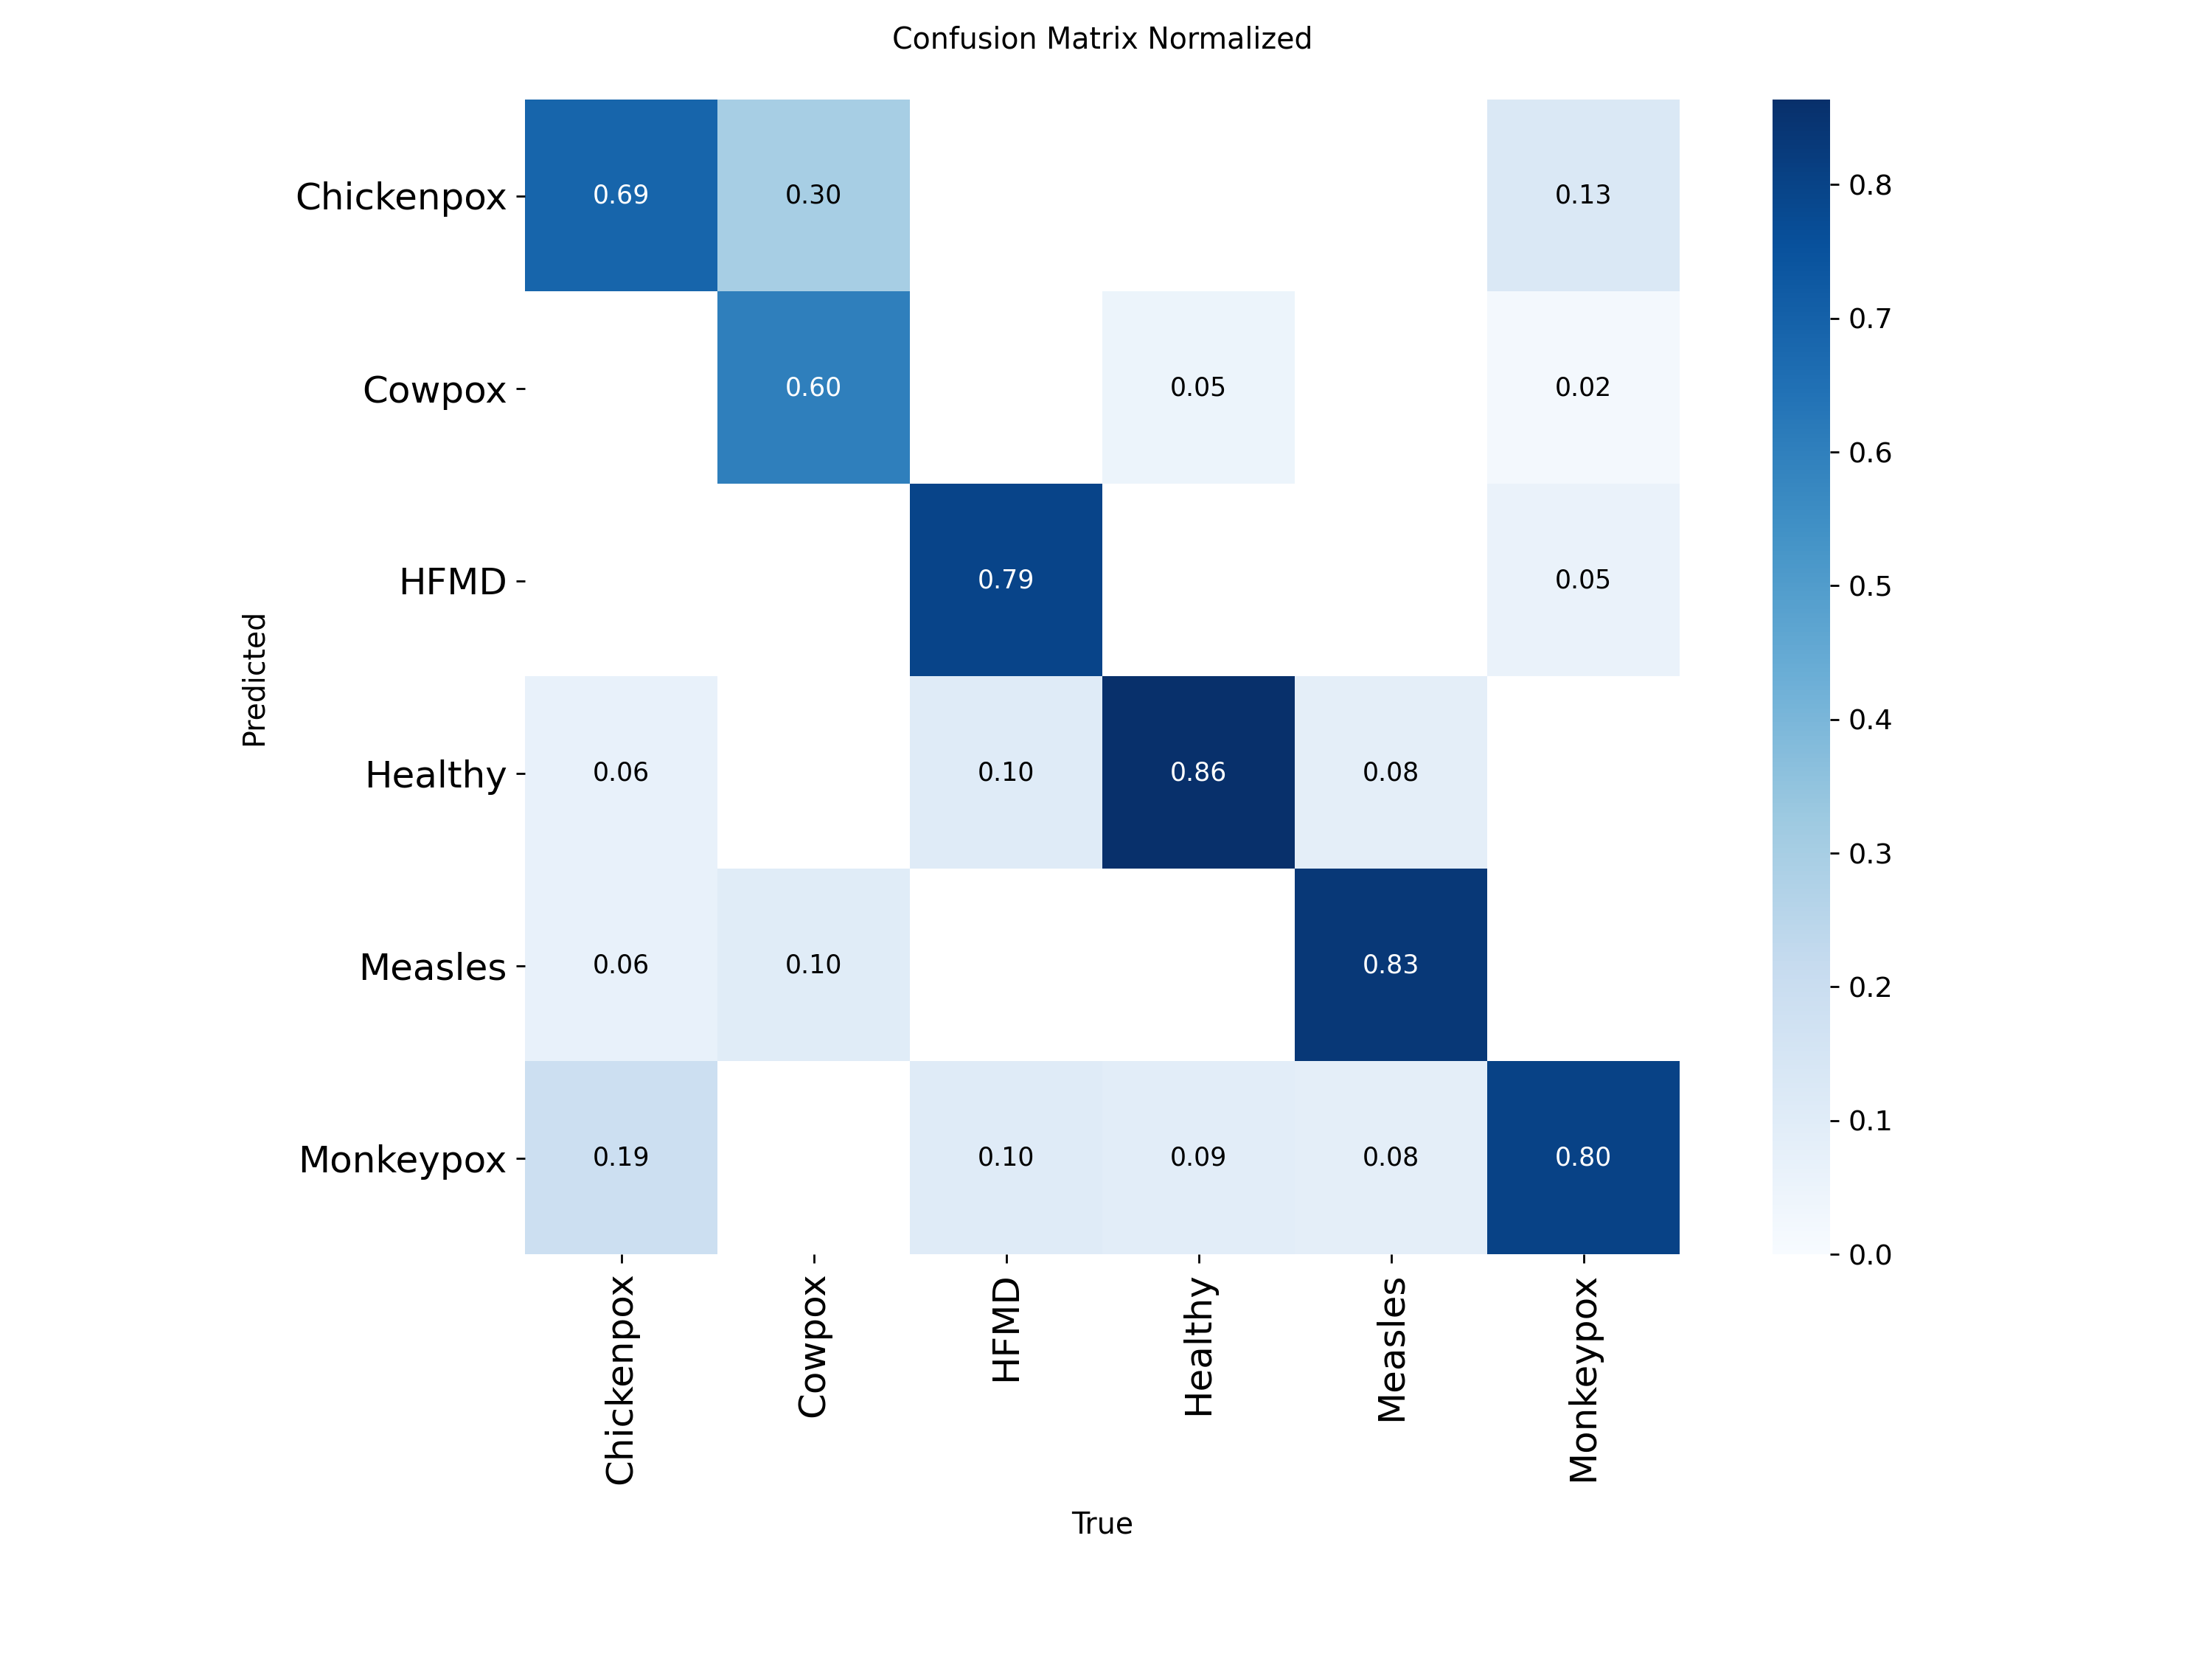 Confusion Matrix Normalized
Chickenpox 0.69 0.30 0.13
Cowpox 0.60 0.05 0.02
HFMD 0.79 0.05
Healthy 0.06 0.10 0.86 0.08
Measles 0.06 0.10 0.83
Monkeypox 0.19 0.10 0.09 0.08 0.80
Predicted
Chickenpox Cowpox HFMD Healthy Measles Monkeypox
True
0.8
0.7
0.6
0.5
0.4
0.3
0.2
0.1
0.0